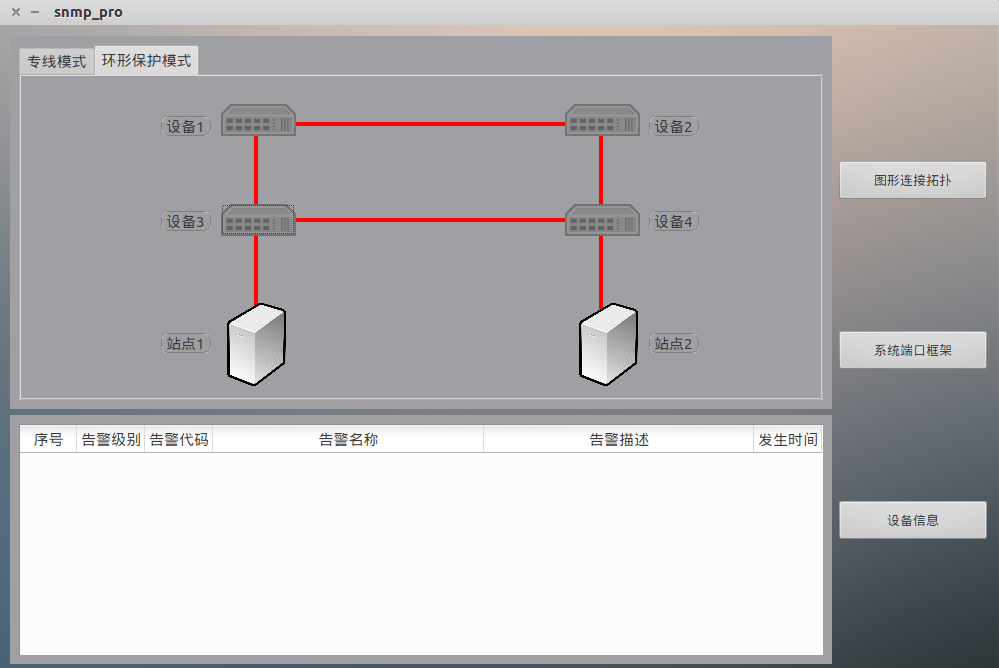 snmp_pro
专线模式 环形保护模式
设备1 设备2
设备3 设备4
站点1 站点2
图形连接拓扑
系统端口框架
设备信息
序号 告警级别 告警代码 告警名称 告警描述 发生时间